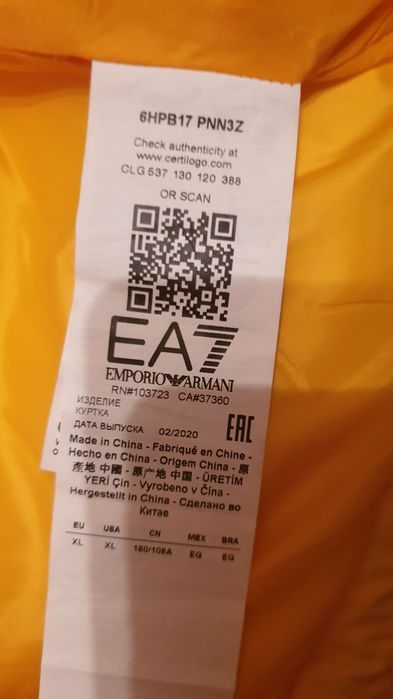 6HPB17 PNN3Z
Check authenticity at
www.certilogo.com
CLG 537 130 120 388
OR SCAN
EA7
EMPORIO ARMANI
RN#103723 CA#37360
ИЗДЕЛИЕ
КУРТКА
ДАТА ВЫПУСКА 02/2020
EAC
Made in China - Fabriqué en Chine -
Hecho en China - Origem China - 原
產地 中國 - 原产地 中国 - ÜRETİM
YERİ ÇİN - Vyrobeno v Čína -
Hergestellt in China - Сделано во
Китае
EU USA CN MEX BRA
XL XL 180/108A EG EG